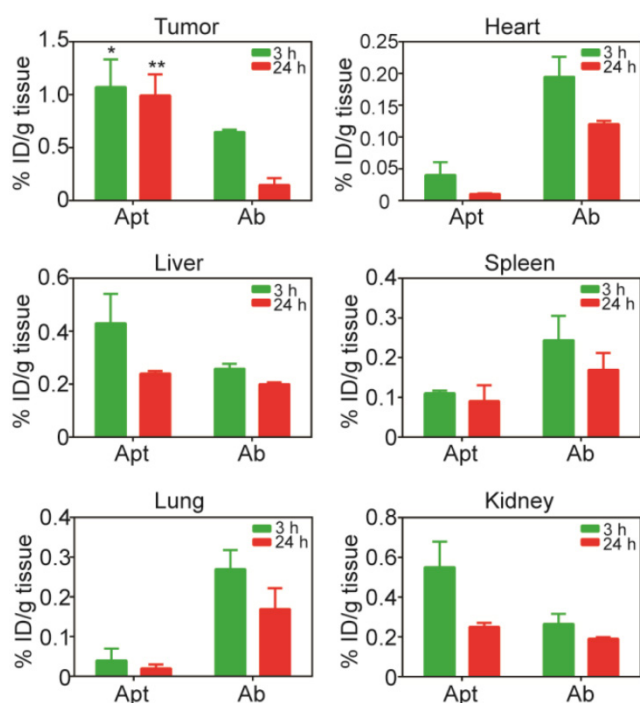 Tumor
% ID/g tissue
1.5
1.0
0.5
0
* **
3 h
24 h
Apt Ab
Heart
% ID/g tissue
0.25
0.20
0.15
0.10
0.05
0
3 h
24 h
Apt Ab
Liver
% ID/g tissue
0.6
0.4
0.2
0
3 h
24 h
Apt Ab
Spleen
% ID/g tissue
0.4
0.3
0.2
0.1
0
3 h
24 h
Apt Ab
Lung
% ID/g tissue
0.4
0.3
0.2
0.1
0
3 h
24 h
Apt Ab
Kidney
% ID/g tissue
0.8
0.6
0.4
0.2
0
3 h
24 h
Apt Ab